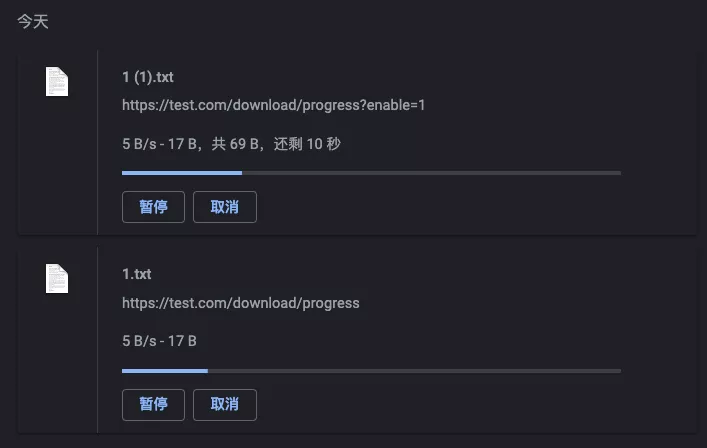 今天
1 (1).txt
https://test.com/download/progress?enable=1
5 B/s - 17 B，共 69 B，还剩 10 秒
暂停 取消
1.txt
https://test.com/download/progress
5 B/s - 17 B
暂停 取消